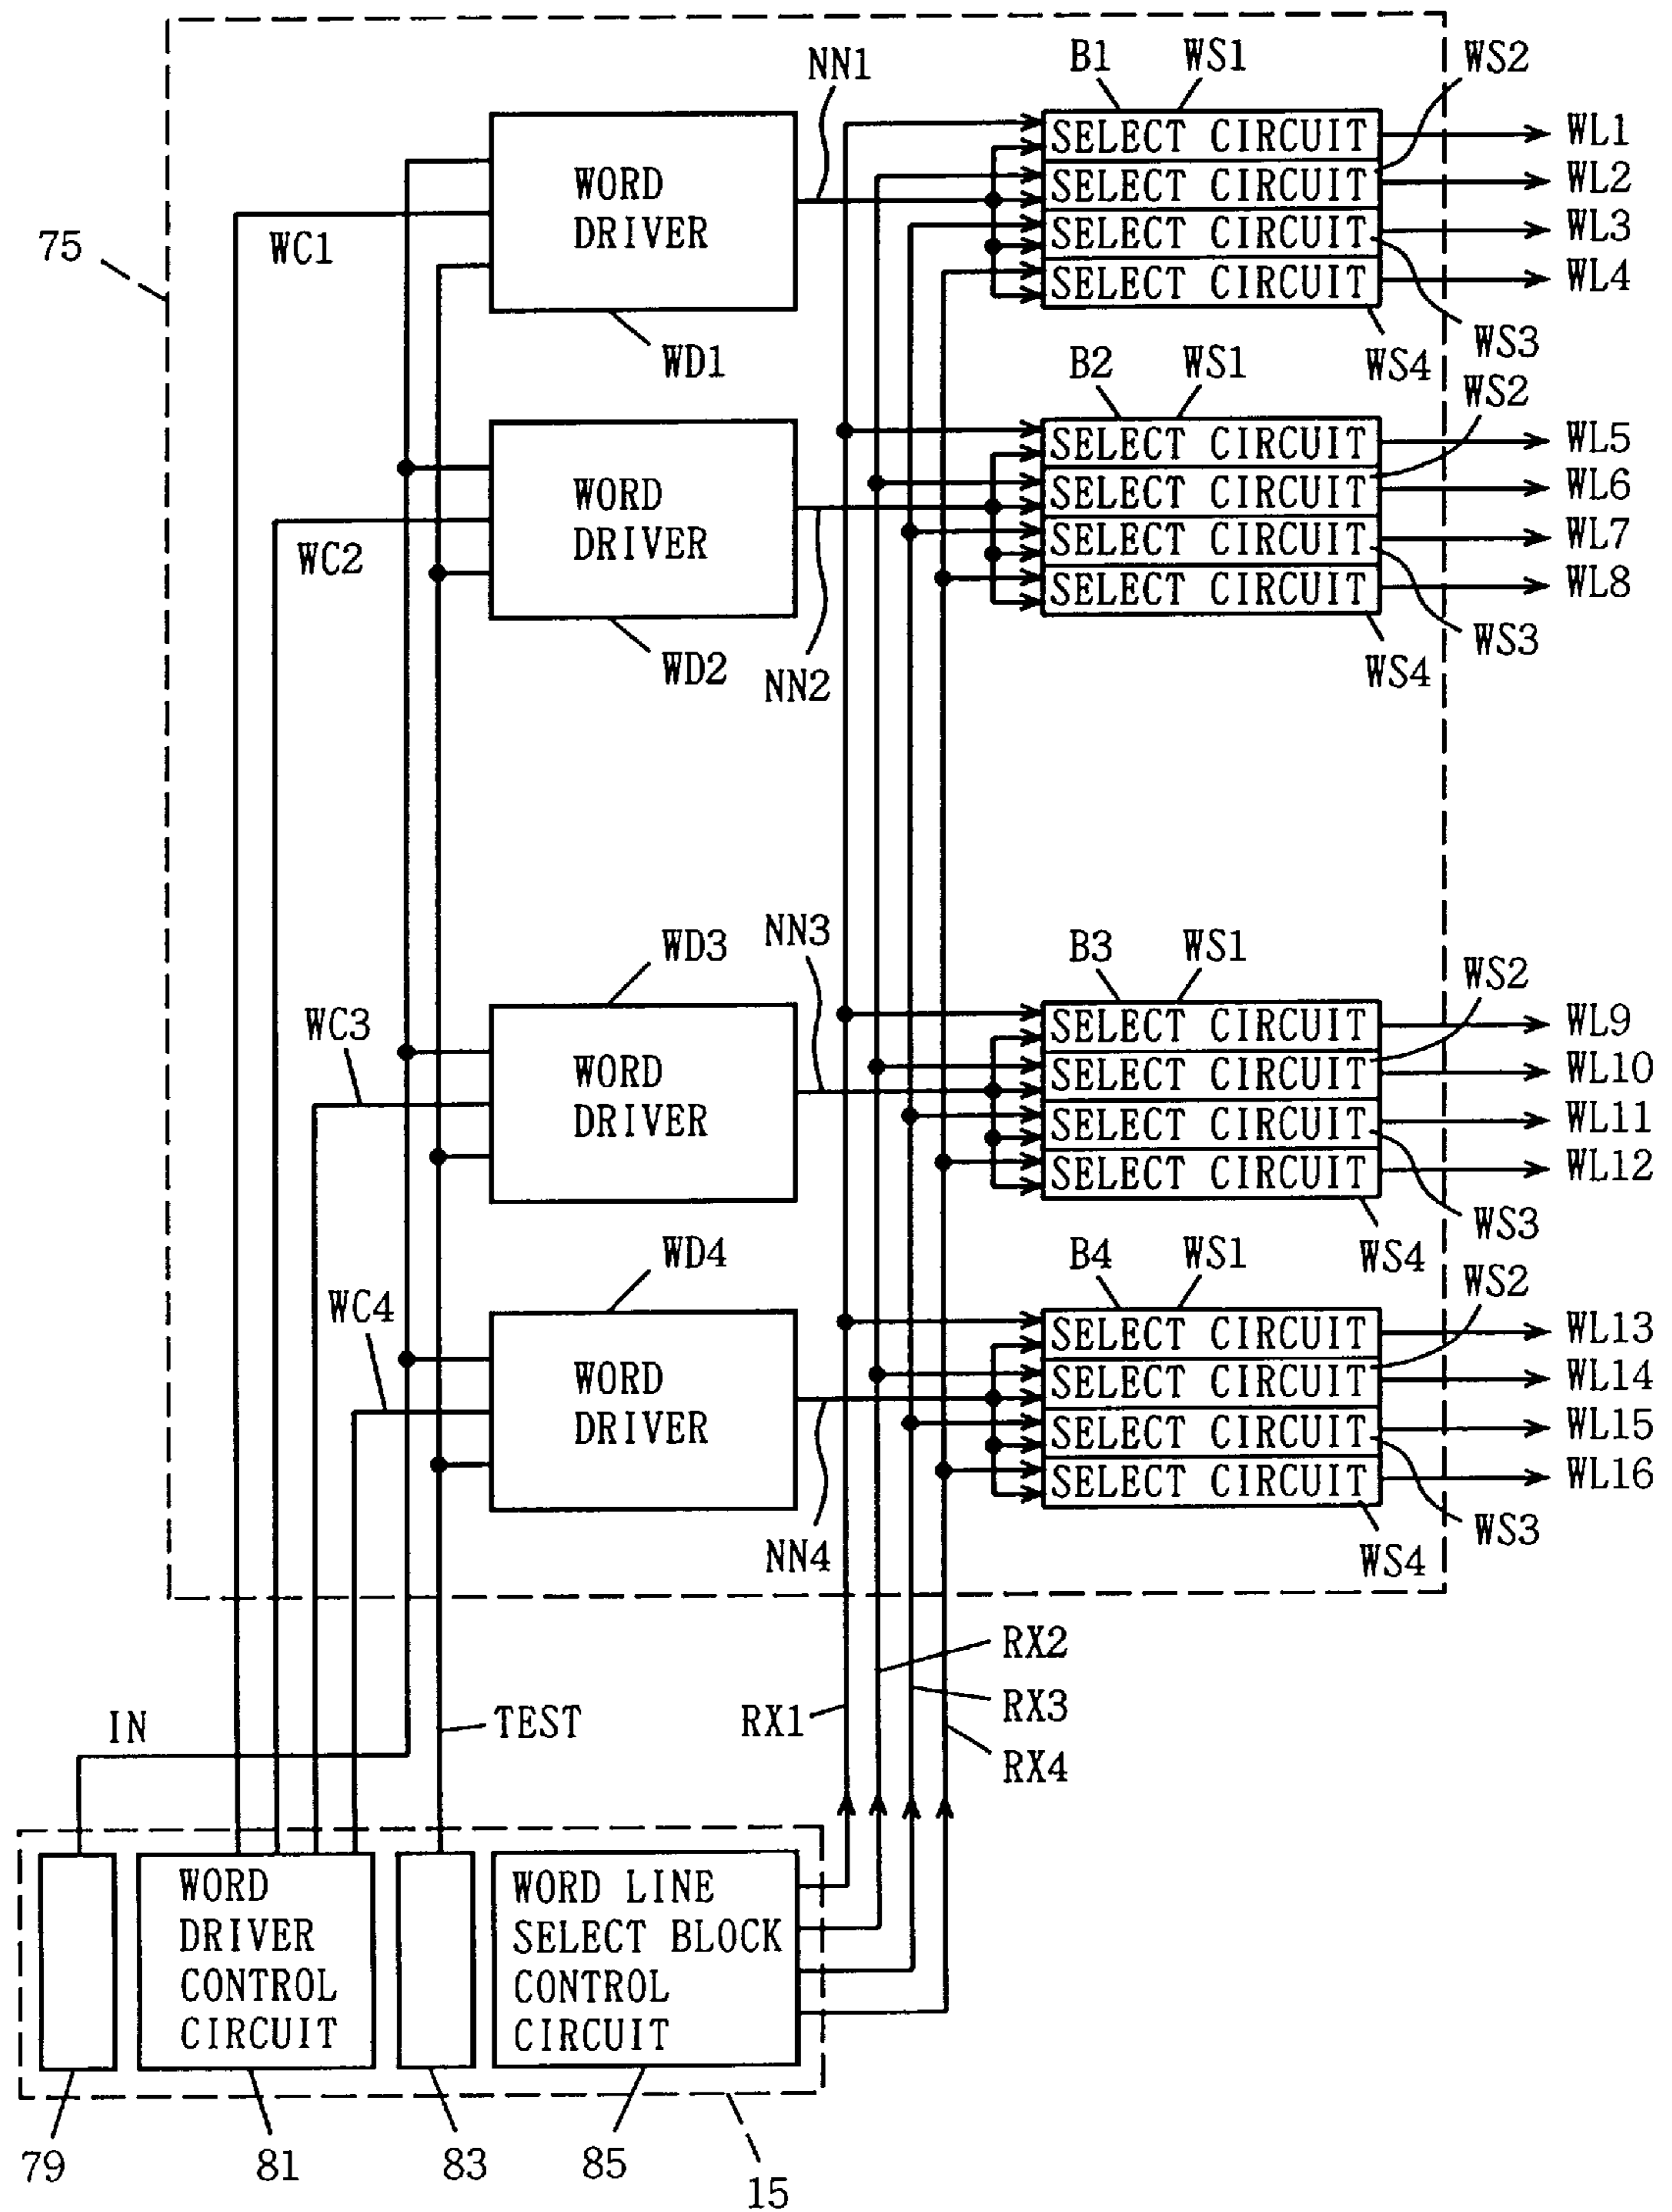 NN1
B1
WS1
WS2
WORD
DRIVER
SELECT CIRCUIT
SELECT CIRCUIT
SELECT CIRCUIT
SELECT CIRCUIT
WL1
WL2
WL3
WL4
75
WC1
WD1
WS3
WS4
B2
WS1
WS2
WORD
DRIVER
SELECT CIRCUIT
SELECT CIRCUIT
SELECT CIRCUIT
SELECT CIRCUIT
WL5
WL6
WL7
WL8
WC2
WD2
NN2
WS3
WS4
WD3
NN3
B3
WS1
WS2
WC3
WORD
DRIVER
SELECT CIRCUIT
SELECT CIRCUIT
SELECT CIRCUIT
SELECT CIRCUIT
WL9
WL10
WL11
WL12
WS3
WS4
WD4
B4
WS1
WS2
WC4
WORD
DRIVER
SELECT CIRCUIT
SELECT CIRCUIT
SELECT CIRCUIT
SELECT CIRCUIT
WL13
WL14
WL15
WL16
NN4
WS3
WS4
IN
TEST
RX1
RX2
RX3
RX4
WORD
DRIVER
CONTROL
CIRCUIT
WORD LINE
SELECT BLOCK
CONTROL
CIRCUIT
79
81
83
85
15